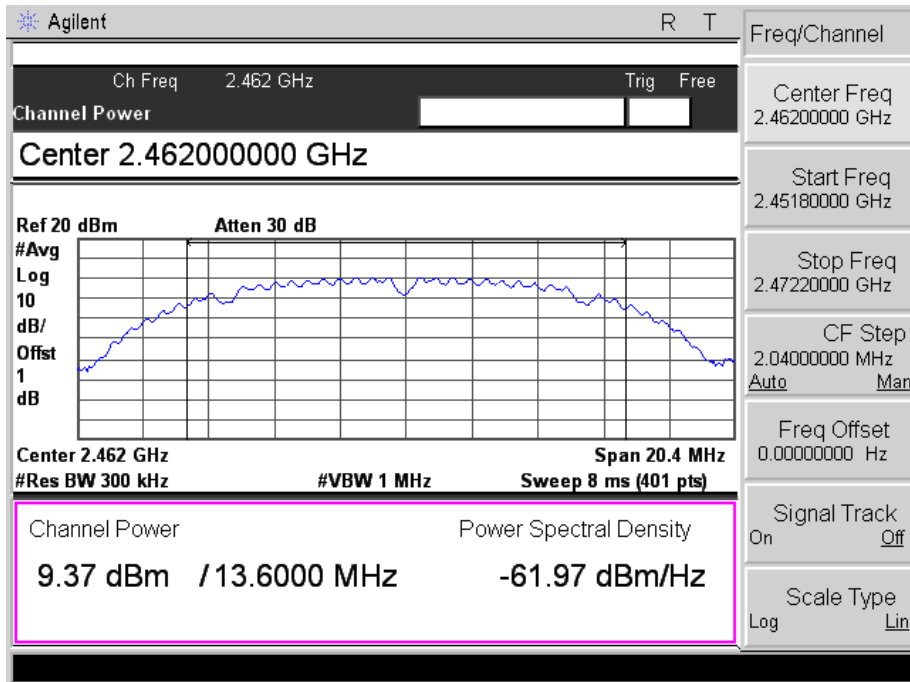 Agilent R T
Ch Freq 2.462 GHz Trig Free
Channel Power
Center 2.462000000 GHz
Ref 20 dBm Atten 30 dB
#Avg
Log
10
dB/
Offst
1
dB
Center 2.462 GHz Span 20.4 MHz
#Res BW 300 kHz #VBW 1 MHz Sweep 8 ms (401 pts)
Channel Power Power Spectral Density
9.37 dBm / 13.6000 MHz -61.97 dBm/Hz
Freq/Channel
Center Freq
2.46200000 GHz
Start Freq
2.45180000 GHz
Stop Freq
2.47220000 GHz
CF Step
2.04000000 MHz
Auto Man
Freq Offset
0.00000000 Hz
Signal Track
On Off
Scale Type
Log Lin